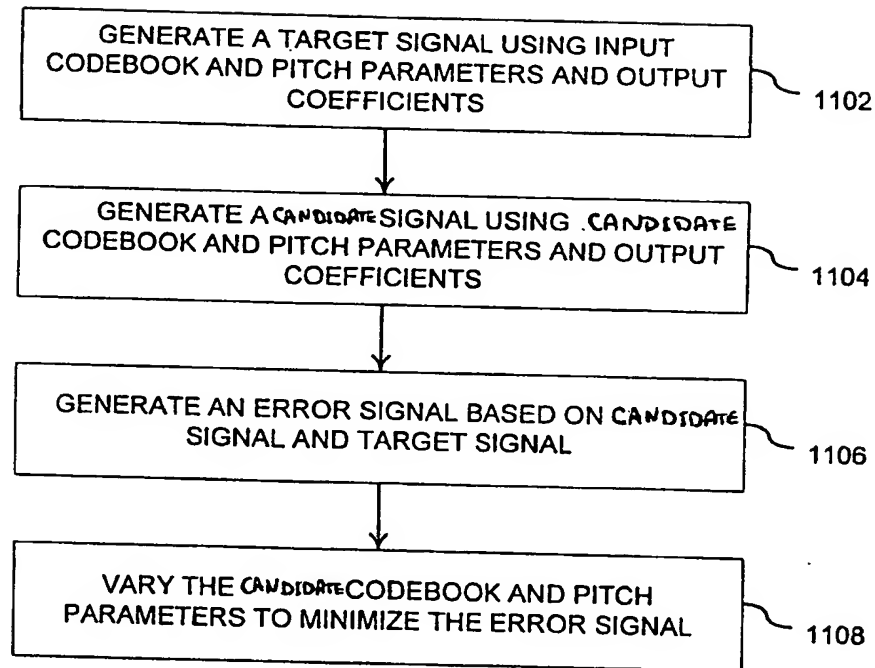 GENERATE A TARGET SIGNAL USING INPUT
CODEBOOK AND PITCH PARAMETERS AND OUTPUT
COEFFICIENTS
1102
GENERATE A CANDIDATE SIGNAL USING CANDIDATE
CODEBOOK AND PITCH PARAMETERS AND OUTPUT
COEFFICIENTS
1104
GENERATE AN ERROR SIGNAL BASED ON CANDIDATE
SIGNAL AND TARGET SIGNAL
1106
VARY THE CANDIDATE CODEBOOK AND PITCH
PARAMETERS TO MINIMIZE THE ERROR SIGNAL
1108